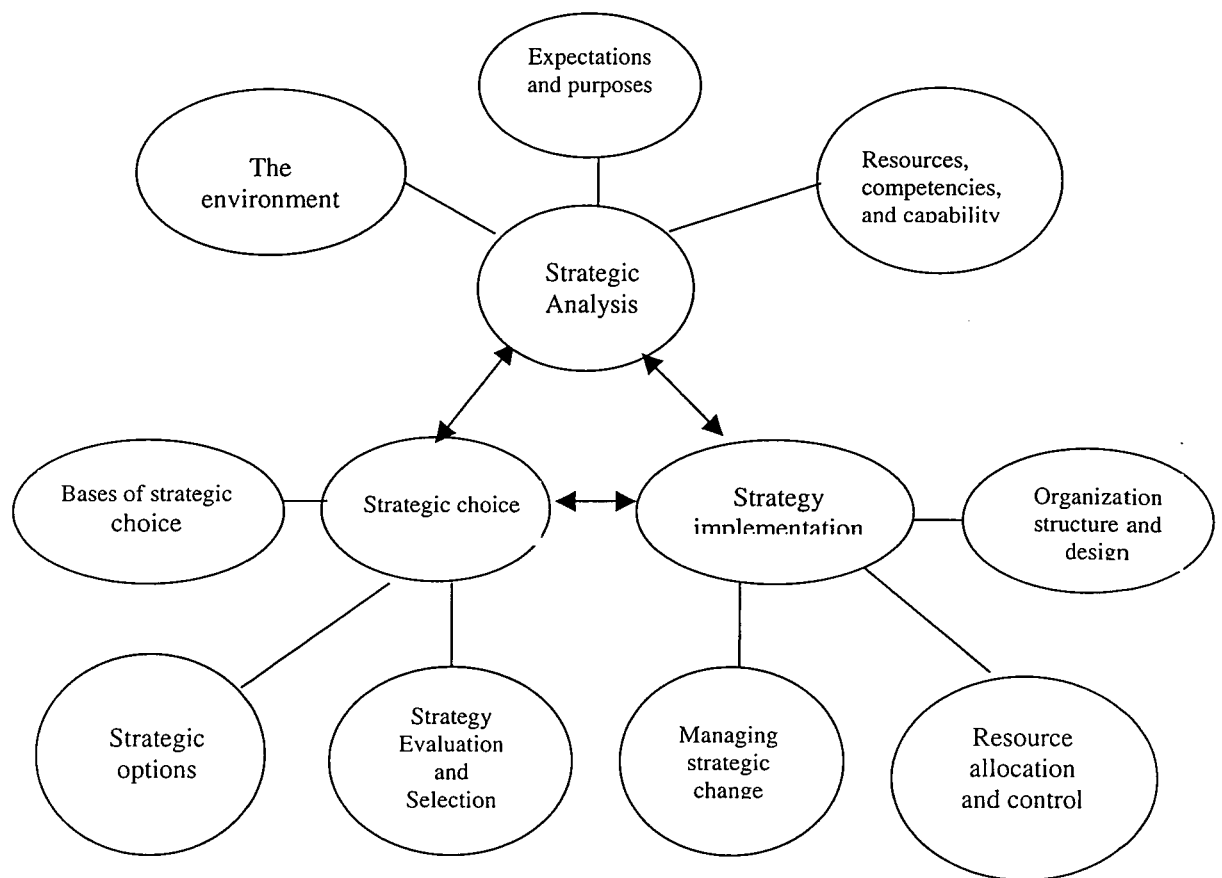 Expectations
and purposes
The
environment
Resources,
competencies,
and capability
Strategic
Analysis
Bases of strategic
choice
Strategic choice
Strategy
implementation
Organization
structure and
design
Strategic
options
Strategy
Evaluation
and
Selection
Managing
strategic
change
Resource
allocation
and control